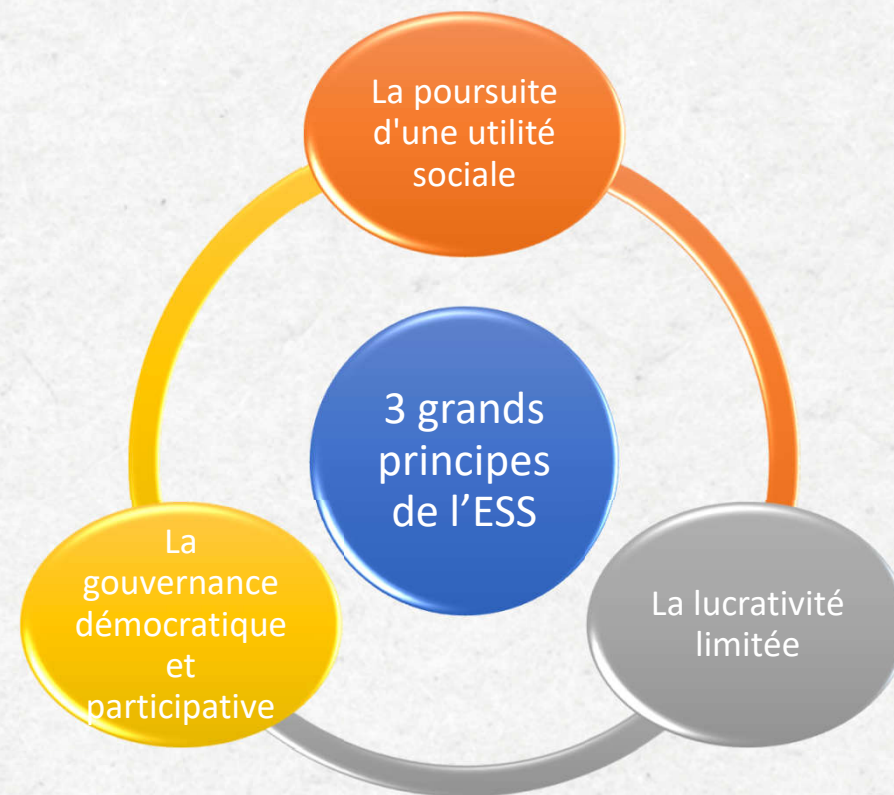 La poursuite
d'une utilité
sociale
3 grands
principes
de l’ESS
La
gouvernance
démocratique
et
participative
La lucrativité
limitée